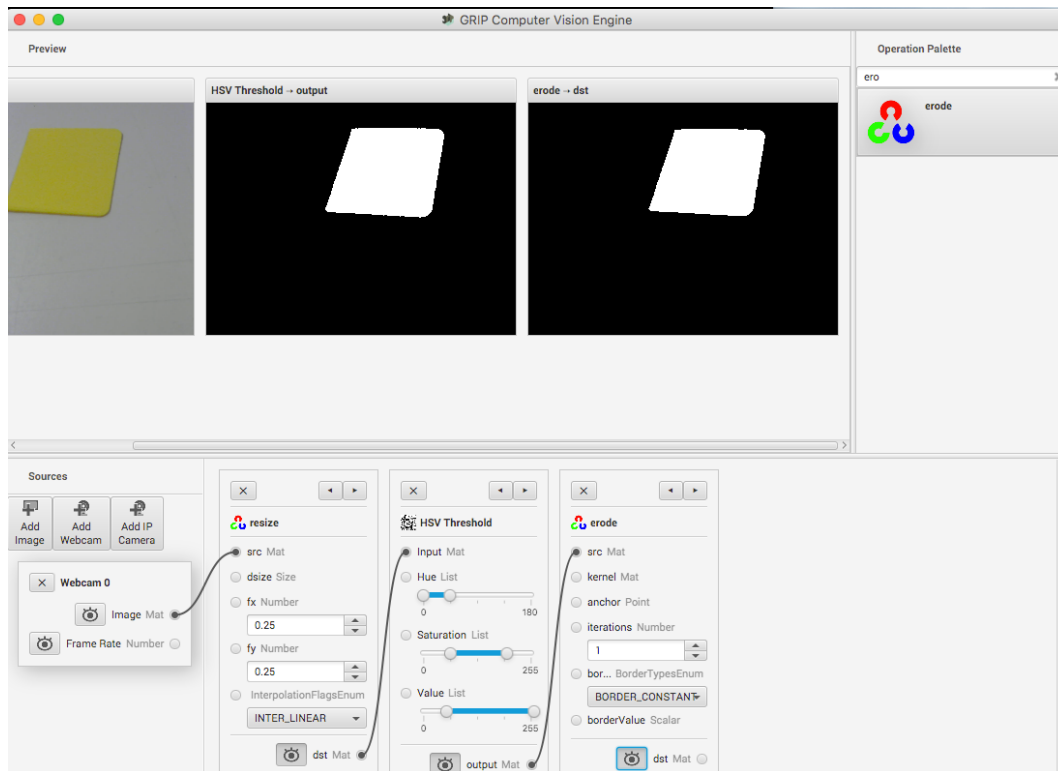 GRIP Computer Vision Engine
Preview
Operation Palette
HSV Threshold → output
erode → dst
ero
erode
Sources
Add Image
Add Webcam
Add IP Camera
× Webcam 0
Image Mat
Frame Rate Number
resize
src Mat
dsize Size
fx Number
0.25
fy Number
0.25
InterpolationFlagsEnum
INTER_LINEAR
dst Mat
HSV Threshold
Input Mat
Hue List
0 180
Saturation List
0 255
Value List
0 255
output Mat
erode
src Mat
kernel Mat
anchor Point
iterations Number
1
bor... BorderTypesEnum
BORDER_CONSTANT
borderValue Scalar
dst Mat